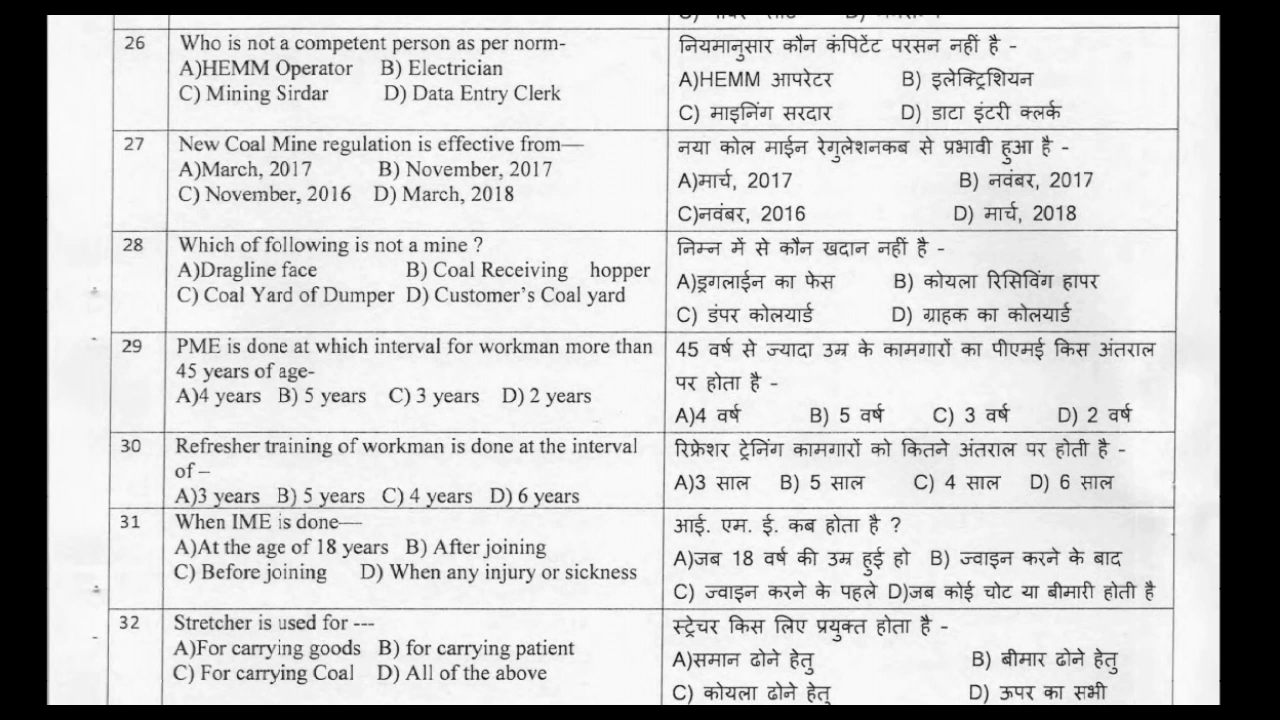 26
Who is not a competent person as per norm-
A)HEMM Operator B) Electrician
C) Mining Sirdar D) Data Entry Clerk
नियमानुसार कौन कंपिटेंट परसन नहीं है -
A)HEMM आपरेटर B) इलेक्ट्रिशियन
C) माइनिंग सरदार D) डाटा इंटरी क्लर्क
27
New Coal Mine regulation is effective from—
A)March, 2017 B) November, 2017
C) November, 2016 D) March, 2018
नया कोल माईन रेगुलेशनकब से प्रभावी हुआ है -
A)मार्च, 2017 B) नवंबर, 2017
C)नवंबर, 2016 D) मार्च, 2018
28
Which of following is not a mine ?
A)Dragline face B) Coal Receiving hopper
C) Coal Yard of Dumper D) Customer's Coal yard
निम्न में से कौन खदान नहीं है -
A)ड्रगलाईन का फेस B) कोयला रिसिविंग हापर
C) डंपर कोलयार्ड D) ग्राहक का कोलयार्ड
29
PME is done at which interval for workman more than
45 years of age-
A)4 years B) 5 years C) 3 years D) 2 years
45 वर्ष से ज्यादा उम्र के कामगारों का पीएमई किस अंतराल
पर होता है -
A)4 वर्ष B) 5 वर्ष C) 3 वर्ष D) 2 वर्ष
30
Refresher training of workman is done at the interval
of –
A)3 years B) 5 years C) 4 years D) 6 years
रिफ्रेशर ट्रेनिंग कामगारों को कितने अंतराल पर होती है -
A)3 साल B) 5 साल C) 4 साल D) 6 साल
31
When IME is done—
A)At the age of 18 years B) After joining
C) Before joining D) When any injury or sickness
आई. एम. ई. कब होता है ?
A)जब 18 वर्ष की उम्र हुई हो B) ज्वाइन करने के बाद
C) ज्वाइन करने के पहले D)जब कोई चोट या बीमारी होती है
32
Stretcher is used for ---
A)For carrying goods B) for carrying patient
C) For carrying Coal D) All of the above
स्ट्रेचर किस लिए प्रयुक्त होता है -
A)समान ढोने हेतु B) बीमार ढोने हेतु
C) कोयला ढोने हेतु D) ऊपर का सभी